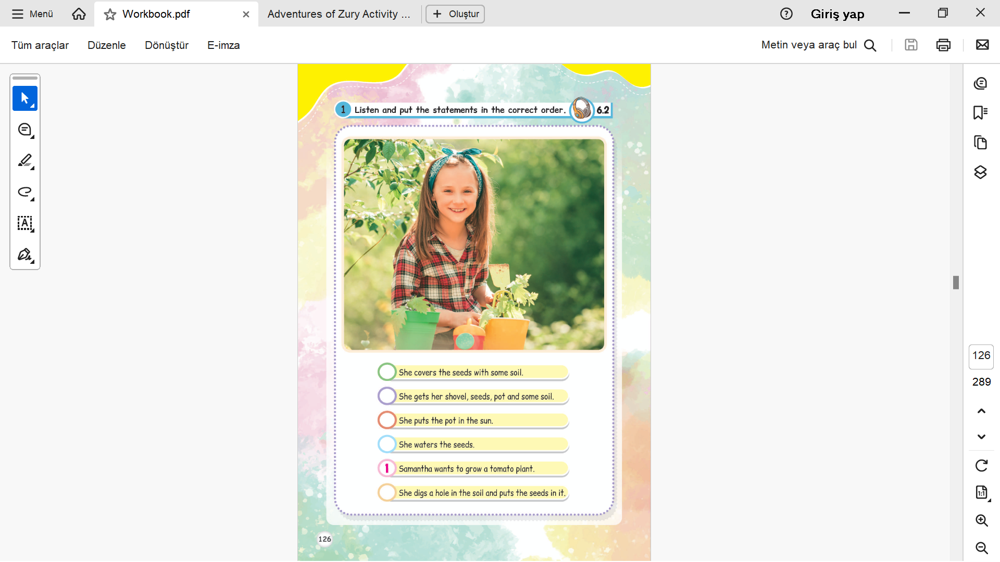 Menü
Workbook.pdf
Adventures of Zury Activity ...
Oluştur
Giriş yap
Tüm araçlar
Düzenle
Dönüştür
E-imza
Metin veya araç bul
1 Listen and put the statements in the correct order. 6.2
She covers the seeds with some soil.
She gets her shovel, seeds, pot and some soil.
She puts the pot in the sun.
She waters the seeds.
1 Samantha wants to grow a tomato plant.
She digs a hole in the soil and puts the seeds in it.
126
126
289
1:1